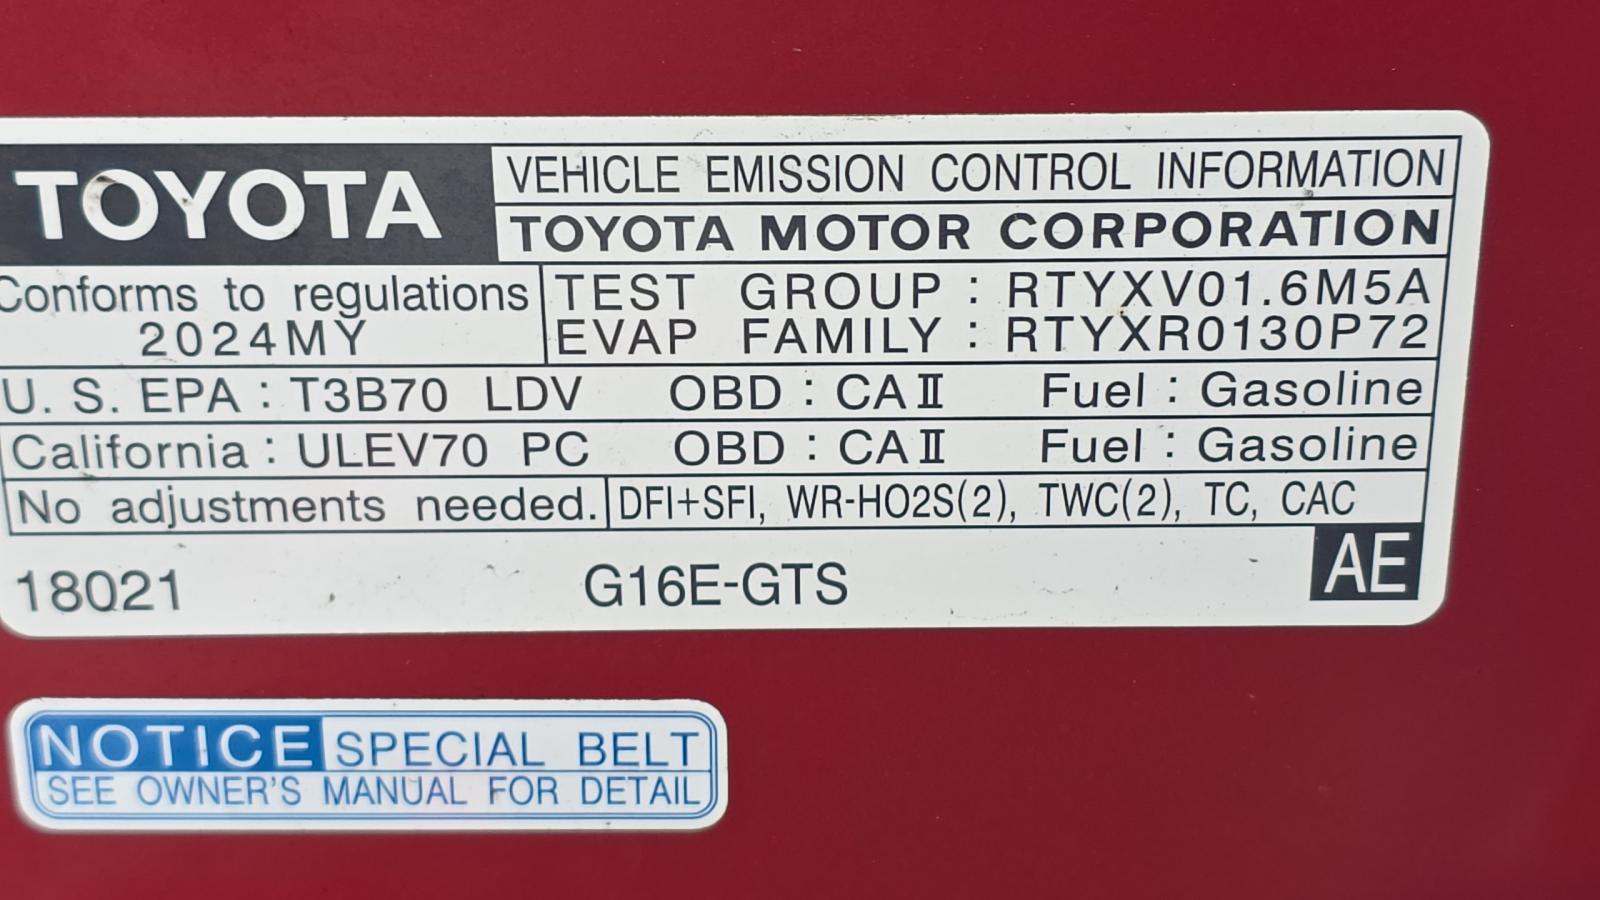 TOYOTA
VEHICLE EMISSION CONTROL INFORMATION
TOYOTA MOTOR CORPORATION
Conforms to regulations
2024MY
TEST GROUP : RTYXV01.6M5A
EVAP FAMILY : RTYXR0130P72
U. S. EPA : T3B70 LDV OBD : CAⅡ Fuel : Gasoline
California : ULEV70 PC OBD : CAⅡ Fuel : Gasoline
No adjustments needed. DFI+SFI, WR-HO2S(2), TWC(2), TC, CAC
18021 G16E-GTS AE
NOTICE SPECIAL BELT
SEE OWNER'S MANUAL FOR DETAIL